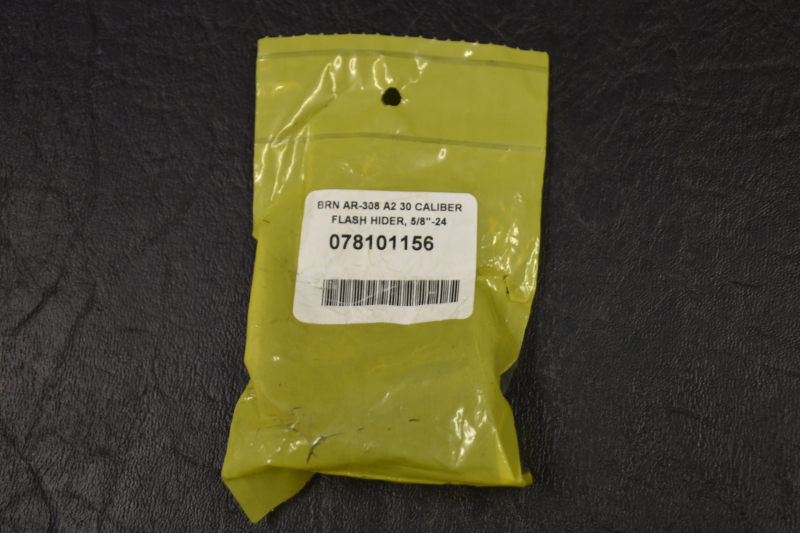 BRN AR-308 A2 30 CALIBER
FLASH HIDER, 5/8"-24
078101156